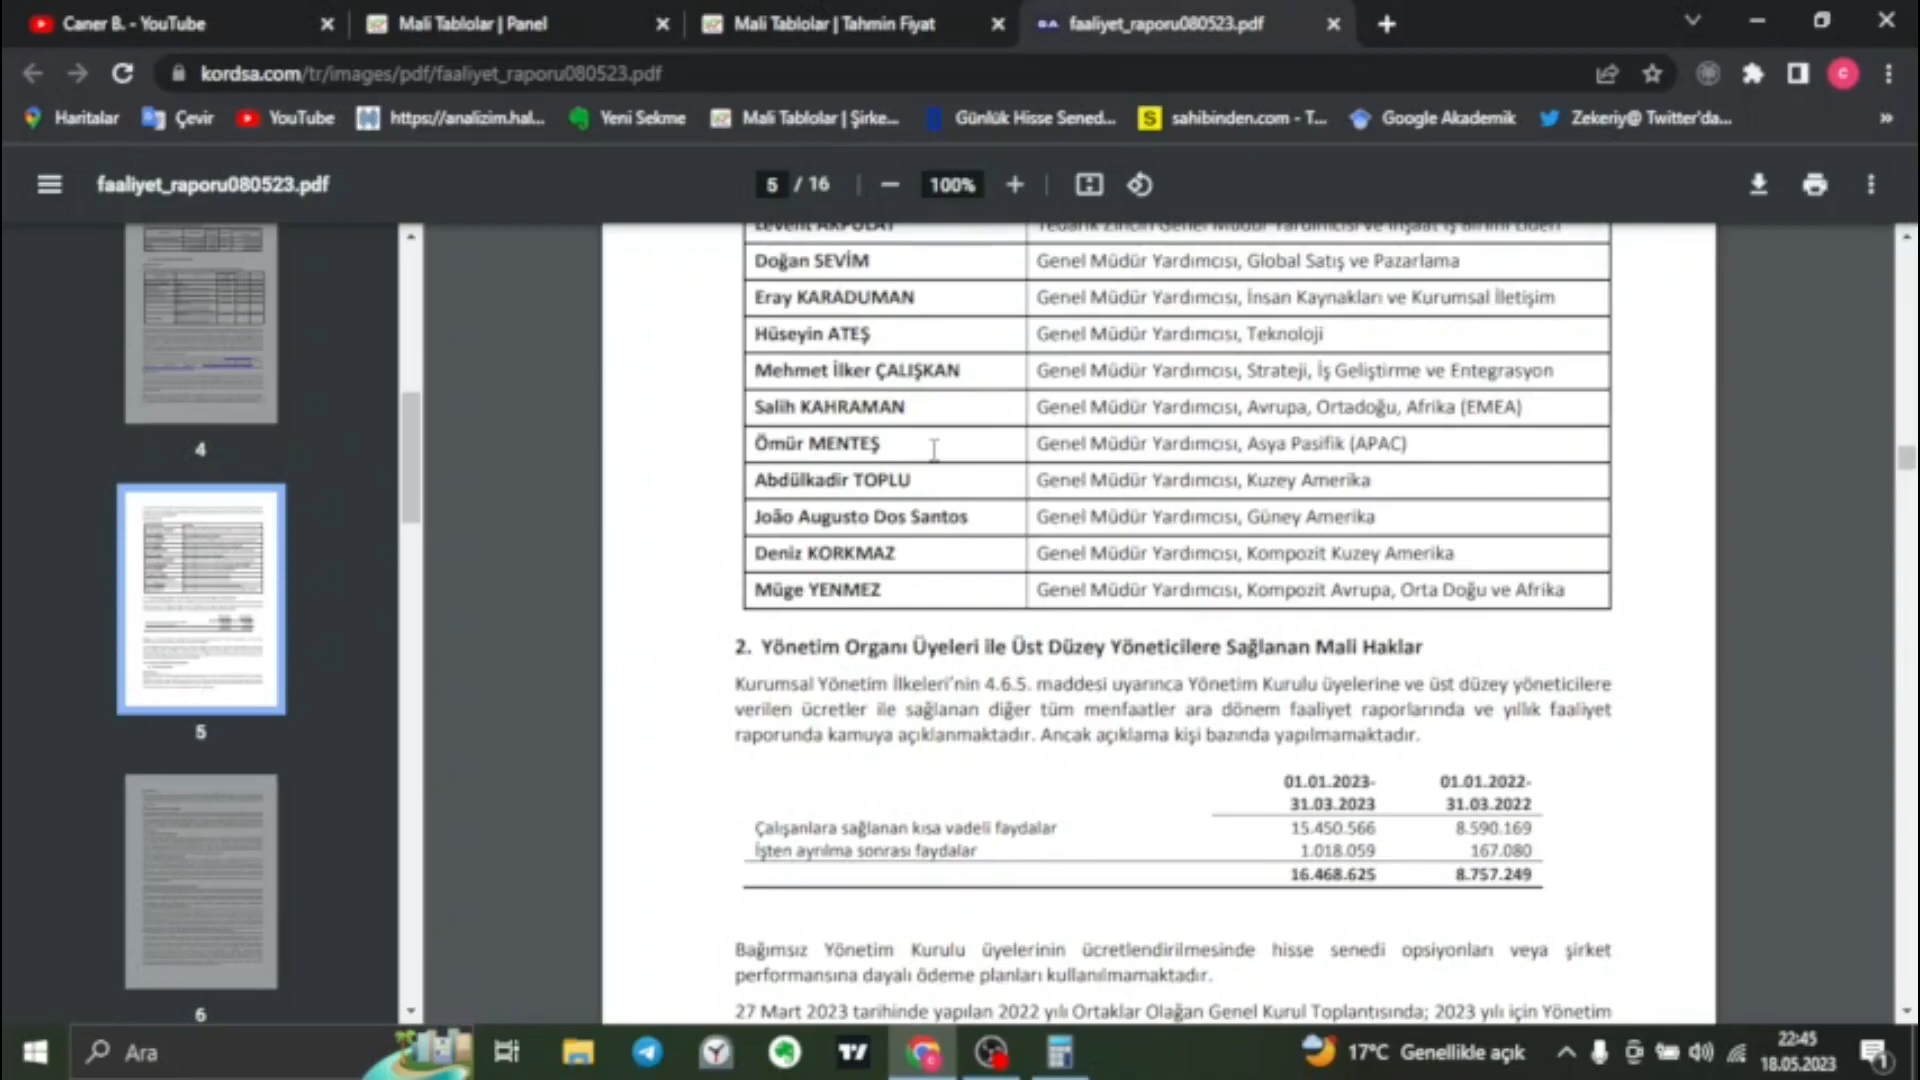 Caner B. - YouTube
Mali Tablolar | Panel
Mali Tablolar | Tahmin Fiyat
faaliyet_raporu080523.pdf
kordsa.com/tr/images/pdf/faaliyet_raporu080523.pdf
C
Haritalar
Çevir
YouTube
https://analizim.hal...
Yeni Sekme
Mali Tablolar | Şirke...
Günlük Hisse Sened...
S
sahibinden.com - T...
Google Akademik
Zekeriy@ Twitter'da...
faaliyet_raporu080523.pdf
5 / 16
100%
4
5
6
Levent AKPULAT Tedarik Zinciri Genel Müdür Yardımcısı ve İnşaat İş Birimi Lideri
Doğan SEVİM Genel Müdür Yardımcısı, Global Satış ve Pazarlama
Eray KARADUMAN Genel Müdür Yardımcısı, İnsan Kaynakları ve Kurumsal İletişim
Hüseyin ATEŞ Genel Müdür Yardımcısı, Teknoloji
Mehmet İlker ÇALIŞKAN Genel Müdür Yardımcısı, Strateji, İş Geliştirme ve Entegrasyon
Salih KAHRAMAN Genel Müdür Yardımcısı, Avrupa, Ortadoğu, Afrika (EMEA)
Ömür MENTEŞ Genel Müdür Yardımcısı, Asya Pasifik (APAC)
Abdülkadir TOPLU Genel Müdür Yardımcısı, Kuzey Amerika
João Augusto Dos Santos Genel Müdür Yardımcısı, Güney Amerika
Deniz KORKMAZ Genel Müdür Yardımcısı, Kompozit Kuzey Amerika
Müge YENMEZ Genel Müdür Yardımcısı, Kompozit Avrupa, Orta Doğu ve Afrika
2. Yönetim Organı Üyeleri ile Üst Düzey Yöneticilere Sağlanan Mali Haklar
Kurumsal Yönetim İlkeleri'nin 4.6.5. maddesi uyarınca Yönetim Kurulu üyelerine ve üst düzey yöneticilere
verilen ücretler ile sağlanan diğer tüm menfaatler ara dönem faaliyet raporlarında ve yıllık faaliyet
raporunda kamuya açıklanmaktadır. Ancak açıklama kişi bazında yapılmamaktadır.
01.01.2023- 01.01.2022-
31.03.2023 31.03.2022
Çalışanlara sağlanan kısa vadeli faydalar 15.450.566 8.590.169
İşten ayrılma sonrası faydalar 1.018.059 167.080
16.468.625 8.757.249
Bağımsız Yönetim Kurulu üyelerinin ücretlendirilmesinde hisse senedi opsiyonları veya şirket
performansına dayalı ödeme planları kullanılmamaktadır.
27 Mart 2023 tarihinde yapılan 2022 yılı Ortaklar Olağan Genel Kurul Toplantısında; 2023 yılı için Yönetim
Ara
17°C Genellikle açık
22:45
18.05.2023
1